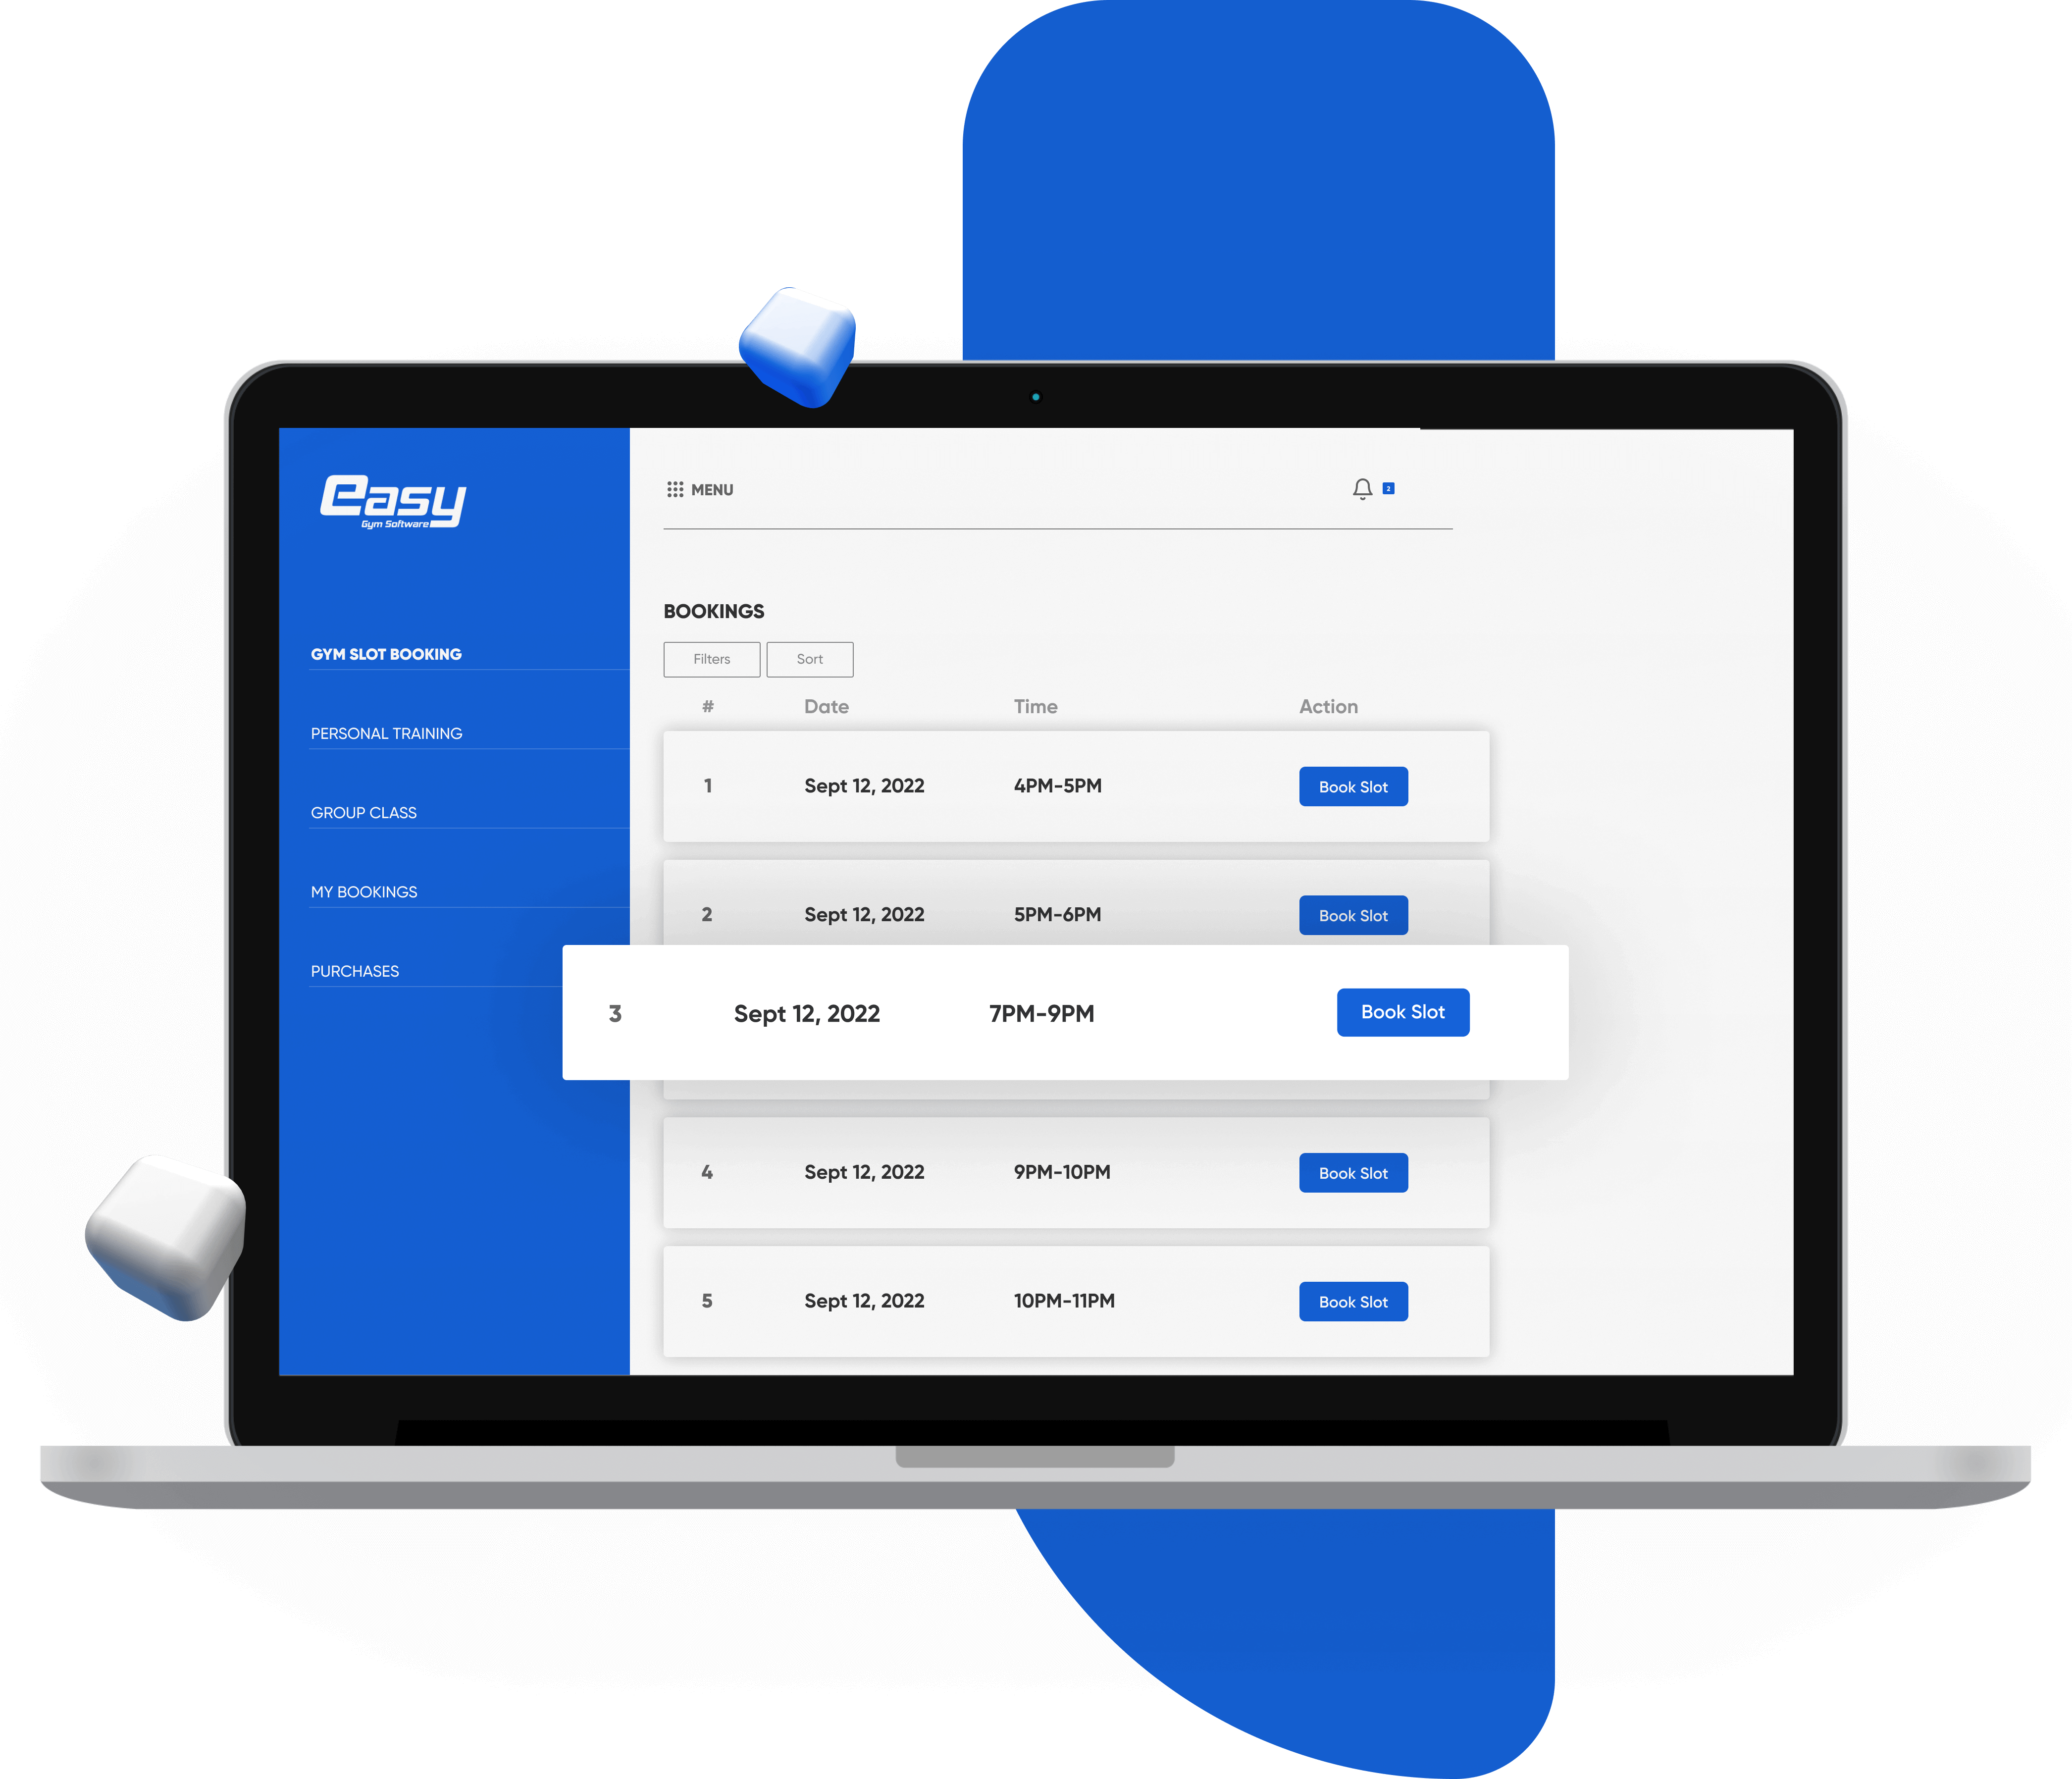 easy
Gym Software
MENU
2
GYM SLOT BOOKING
PERSONAL TRAINING
GROUP CLASS
MY BOOKINGS
PURCHASES
BOOKINGS
Filters Sort
# Date Time Action
1 Sept 12, 2022 4PM-5PM Book Slot
2 Sept 12, 2022 5PM-6PM Book Slot
3 Sept 12, 2022 7PM-9PM Book Slot
4 Sept 12, 2022 9PM-10PM Book Slot
5 Sept 12, 2022 10PM-11PM Book Slot